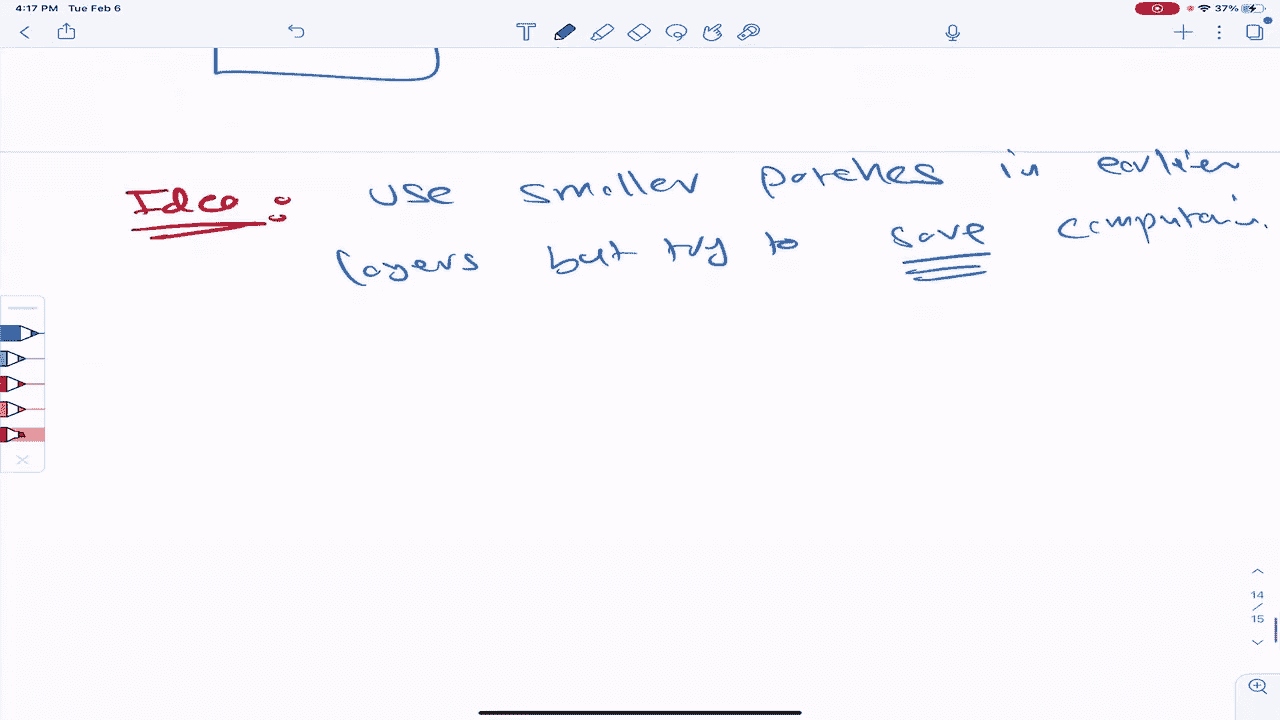 4:17 PM Tue Feb 6
37%
T
Idea: use smaller patches in earlier
layers but try to save computation.
14
/
15